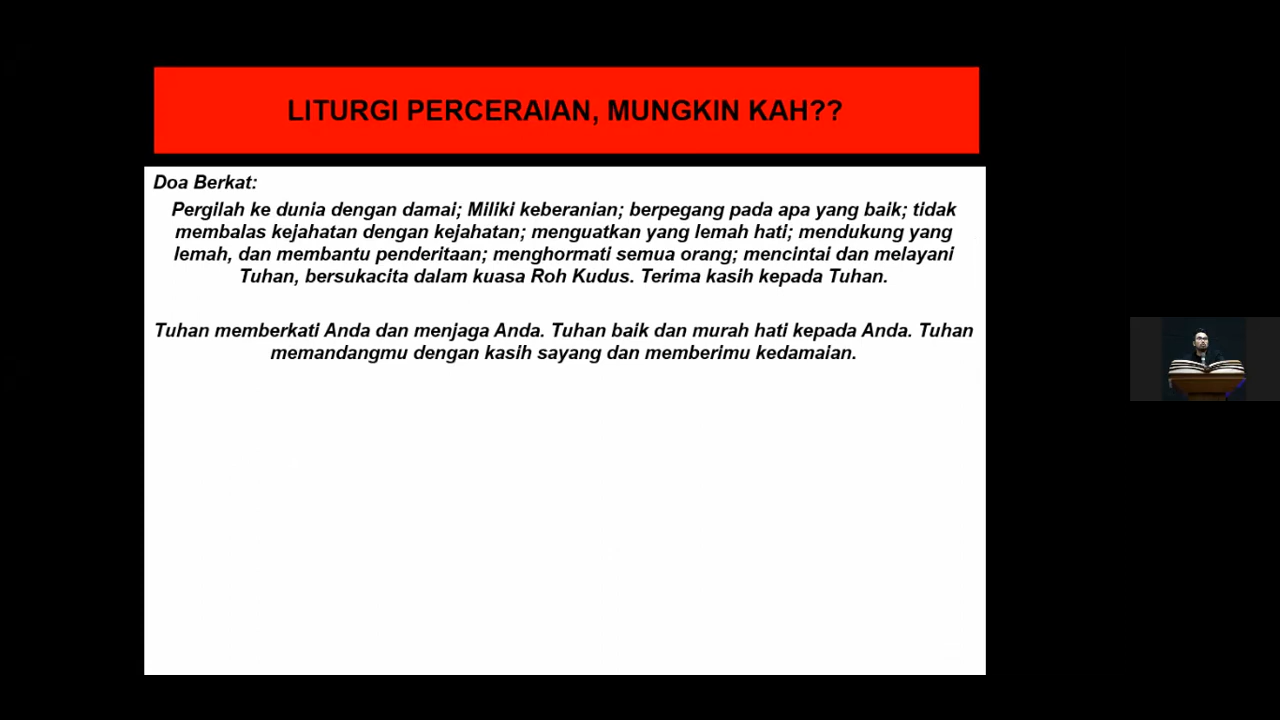 LITURGI PERCERAIAN, MUNGKIN KAH??
Doa Berkat:
Pergilah ke dunia dengan damai; Miliki keberanian; berpegang pada apa yang baik; tidak
membalas kejahatan dengan kejahatan; menguatkan yang lemah hati; mendukung yang
lemah, dan membantu penderitaan; menghormati semua orang; mencintai dan melayani
Tuhan, bersukacita dalam kuasa Roh Kudus. Terima kasih kepada Tuhan.
Tuhan memberkati Anda dan menjaga Anda. Tuhan baik dan murah hati kepada Anda. Tuhan
memandangmu dengan kasih sayang dan memberimu kedamaian.